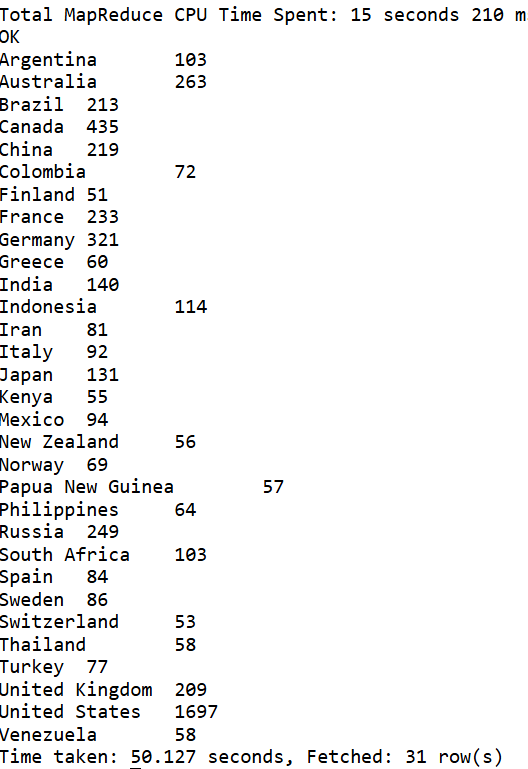 Total MapReduce CPU Time Spent: 15 seconds 210 m
OK
Argentina	103
Australia	263
Brazil	213
Canada	435
China	219
Colombia	72
Finland	51
France	233
Germany	321
Greece	60
India	140
Indonesia	114
Iran	81
Italy	92
Japan	131
Kenya	55
Mexico	94
New Zealand	56
Norway	69
Papua New Guinea	57
Philippines	64
Russia	249
South Africa	103
Spain	84
Sweden	86
Switzerland	53
Thailand	58
Turkey	77
United Kingdom	209
United States	1697
Venezuela	58
Time taken: 50.127 seconds, Fetched: 31 row(s)